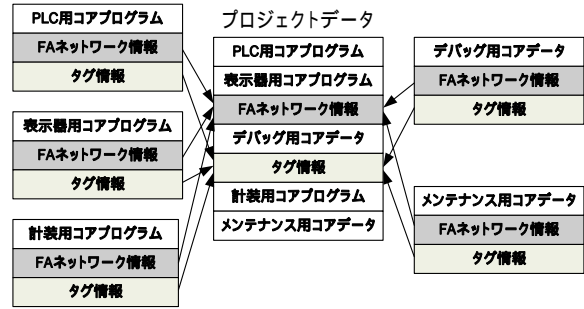 PLC用コアプログラム
FAネットワーク情報
タグ情報
表示器用コアプログラム
FAネットワーク情報
タグ情報
計装用コアプログラム
FAネットワーク情報
タグ情報
プロジェクトデータ
PLC用コアプログラム
表示器用コアプログラム
FAネットワーク情報
デバッグ用コアデータ
タグ情報
計装用コアプログラム
メンテナンス用コアデータ
デバッグ用コアデータ
FAネットワーク情報
タグ情報
メンテナンス用コアデータ
FAネットワーク情報
タグ情報